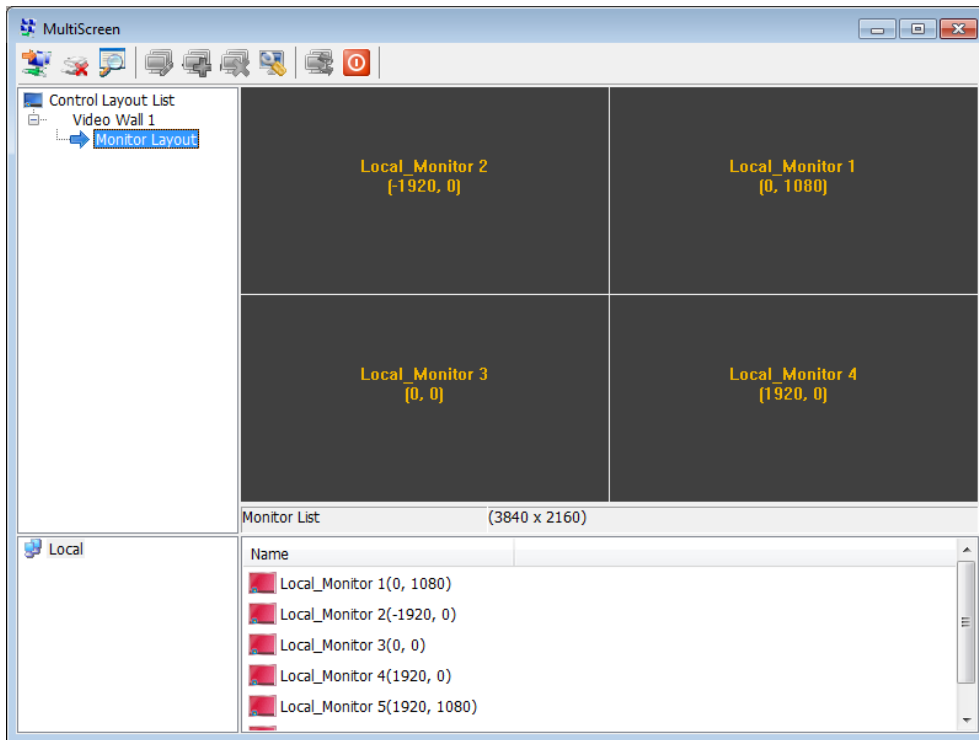 MultiScreen
Control Layout List
Video Wall 1
Monitor Layout
Local_Monitor 2
(-1920, 0)
Local_Monitor 1
(0, 1080)
Local_Monitor 3
(0, 0)
Local_Monitor 4
(1920, 0)
Monitor List (3840 x 2160)
Local
Name
Local_Monitor 1(0, 1080)
Local_Monitor 2(-1920, 0)
Local_Monitor 3(0, 0)
Local_Monitor 4(1920, 0)
Local_Monitor 5(1920, 1080)